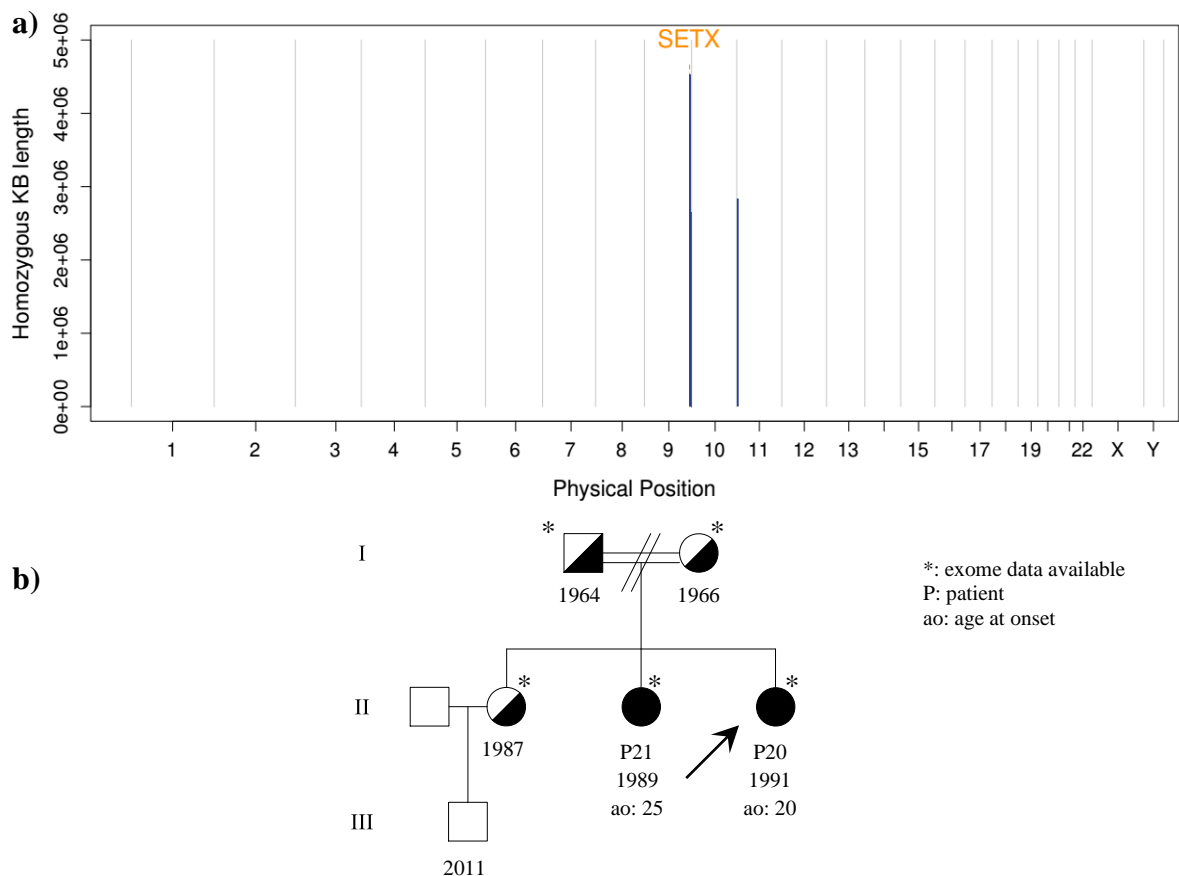 a)
SETX
5e+06
4e+06
3e+06
2e+06
1e+06
0e+00
Homozygous KB length
1 2 3 4 5 6 7 8 9 10 11 12 13 15 17 19 22 X Y
Physical Position
b)
I
* *
1964 1966
*: exome data available
P: patient
ao: age at onset
II
* * *
1987
P21 P20
1989 1991
ao: 25 ao: 20
III
2011